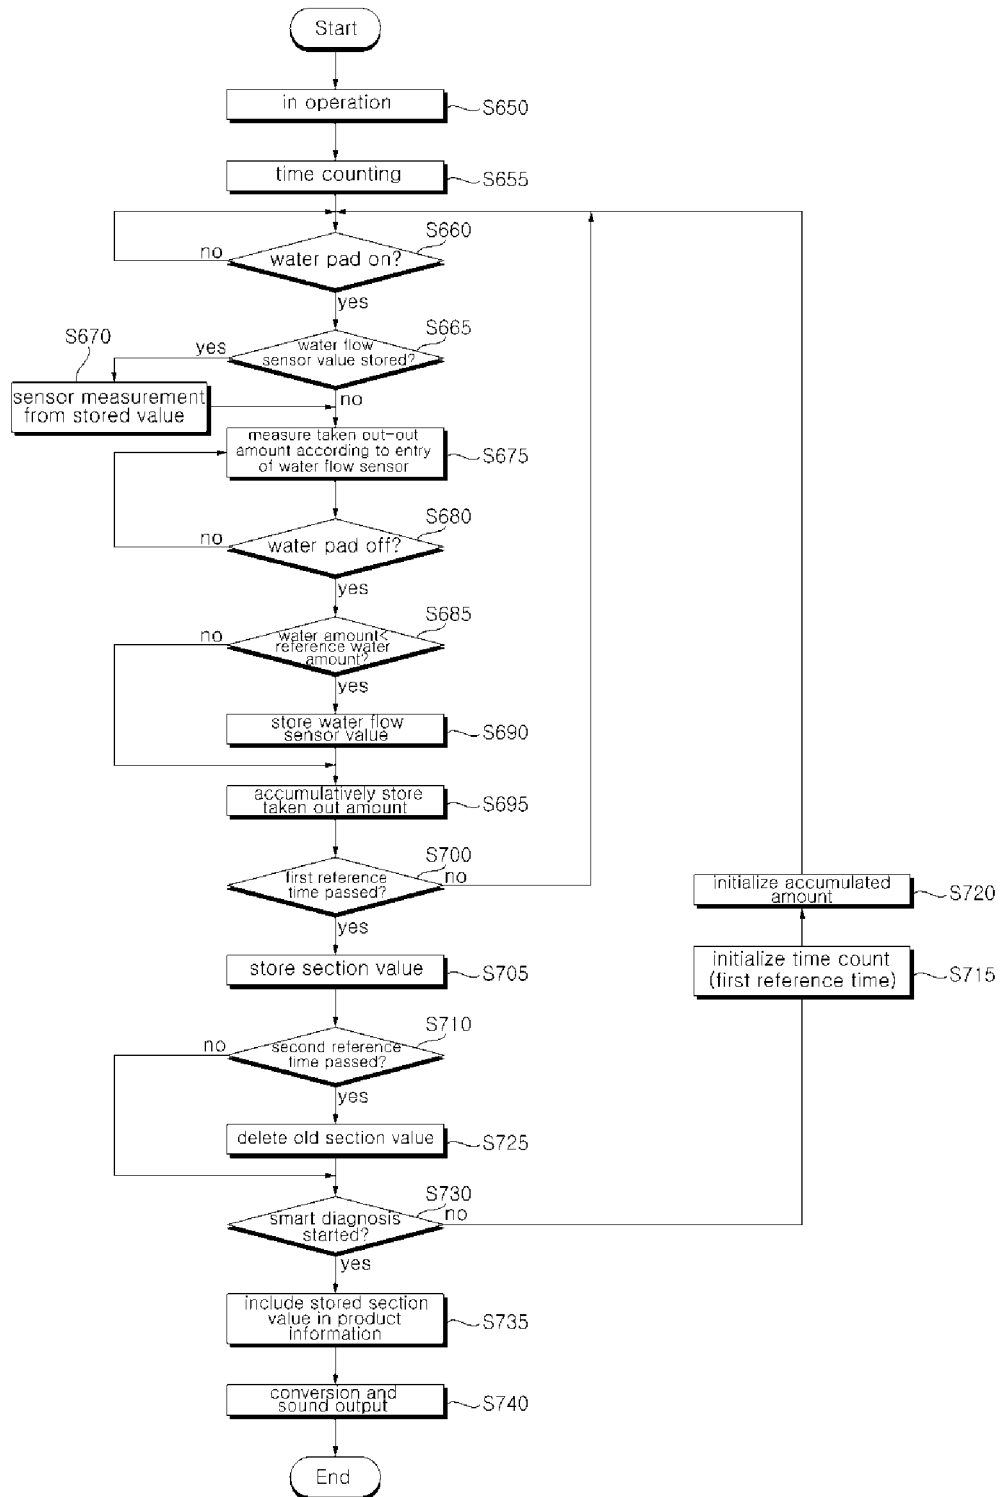 Start
in operation
S650
time counting
S655
S660
no
water pad on?
yes
S670
S665
yes
water flow
sensor value stored?
sensor measurement
from stored value
no
measure taken out-out
amount according to entry
of water flow sensor
S675
S680
no
water pad off?
yes
S685
no
water amount<
reference water
amount?
yes
store water flow
sensor value
S690
accumulatively store
taken out amount
S695
S700
first reference
time passed?
no
yes
initialize accumulated
amount
S720
store section value
S705
initialize time count
(first reference time)
S715
S710
no
second reference
time passed?
yes
delete old section value
S725
S730
smart diagnosis
started?
no
yes
include stored section
value in product
information
S735
conversion and
sound output
S740
End